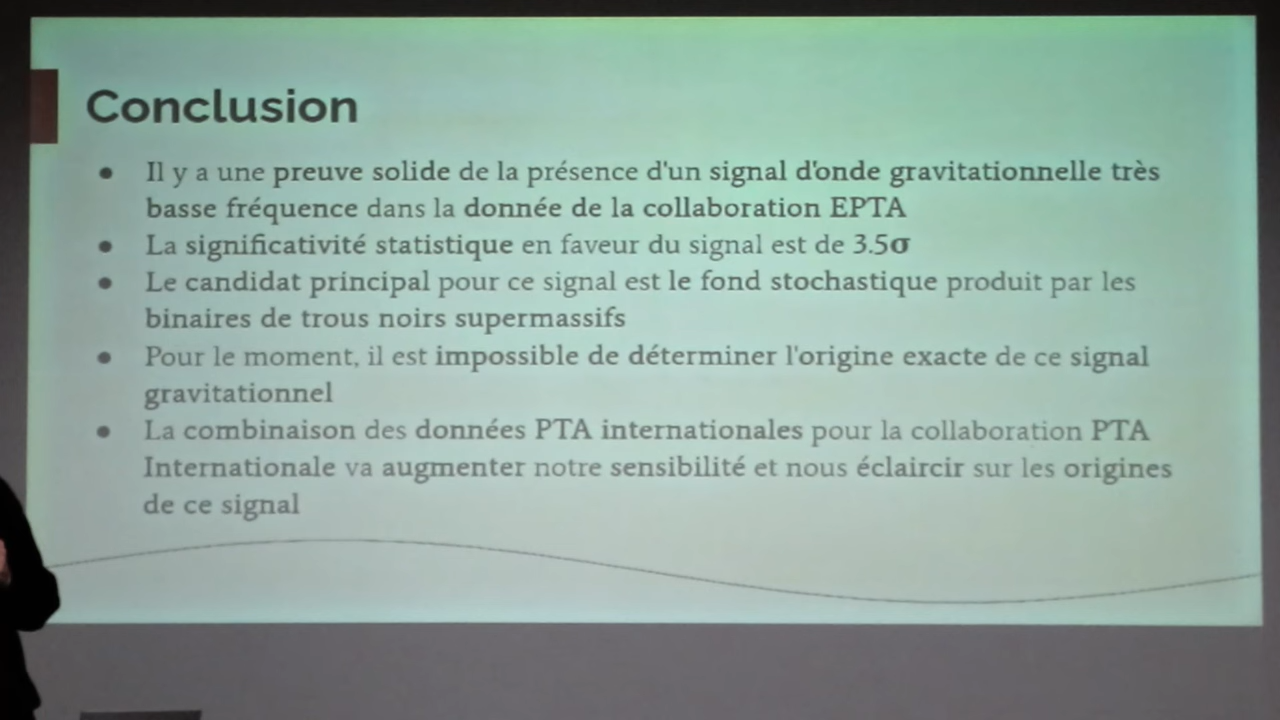 Conclusion
● Il y a une preuve solide de la présence d'un signal d'onde gravitationnelle très
basse fréquence dans la donnée de la collaboration EPTA
● La significativité statistique en faveur du signal est de 3.5σ
● Le candidat principal pour ce signal est le fond stochastique produit par les
binaires de trous noirs supermassifs
● Pour le moment, il est impossible de déterminer l'origine exacte de ce signal
gravitationnel
● La combinaison des données PTA internationales pour la collaboration PTA
Internationale va augmenter notre sensibilité et nous éclaircir sur les origines
de ce signal